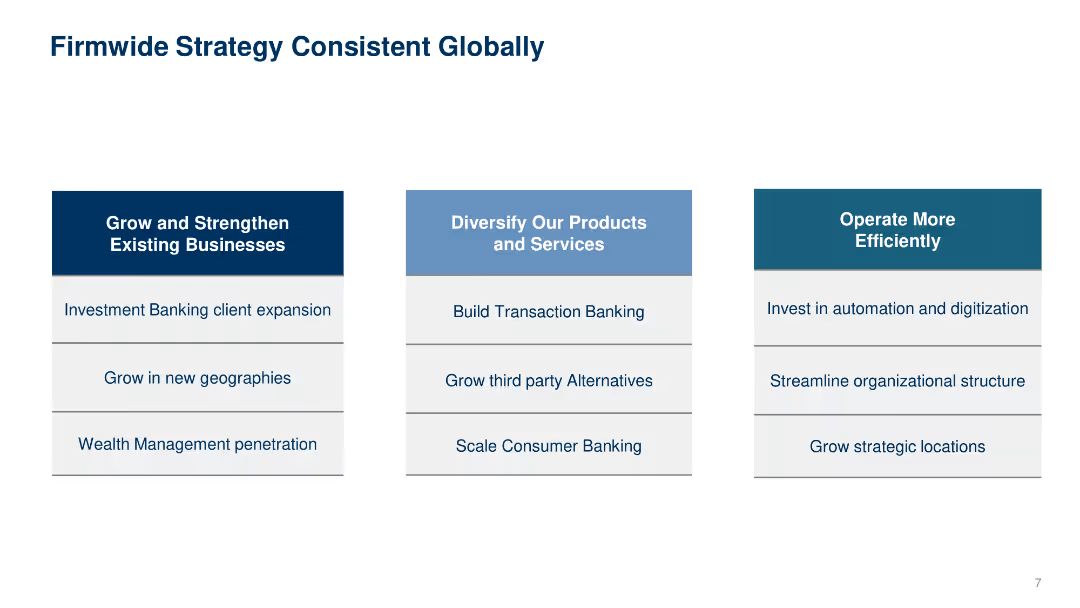 Firmwide Strategy Consistent Globally
Grow and Strengthen
Existing Businesses
Investment Banking client expansion
Grow in new geographies
Wealth Management penetration
Diversify Our Products
and Services
Build Transaction Banking
Grow third party Alternatives
Scale Consumer Banking
Operate More
Efficiently
Invest in automation and digitization
Streamline organizational structure
Grow strategic locations
7